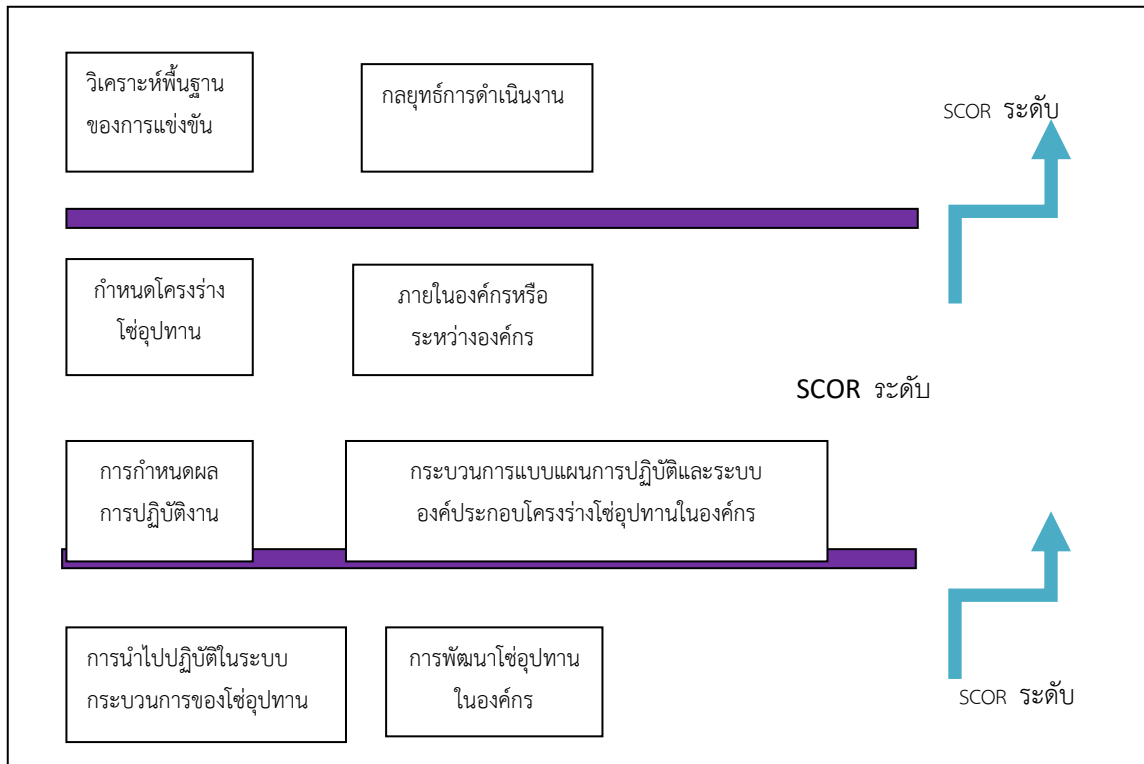 วิเคราะห์พื้นฐาน
ของการแข่งขัน
กลยุทธ์การดำเนินงาน
SCOR ระดับ
กำหนดโครงร่าง
โซ่อุปทาน
ภายในองค์กรหรือ
ระหว่างองค์กร
SCOR ระดับ
การกำหนดผล
การปฏิบัติงาน
กระบวนการแบบแผนการปฏิบัติและระบบ
องค์ประกอบโครงร่างโซ่อุปทานในองค์กร
การนำไปปฏิบัติในระบบ
กระบวนการของโซ่อุปทาน
การพัฒนาโซ่อุปทาน
ในองค์กร
SCOR ระดับ